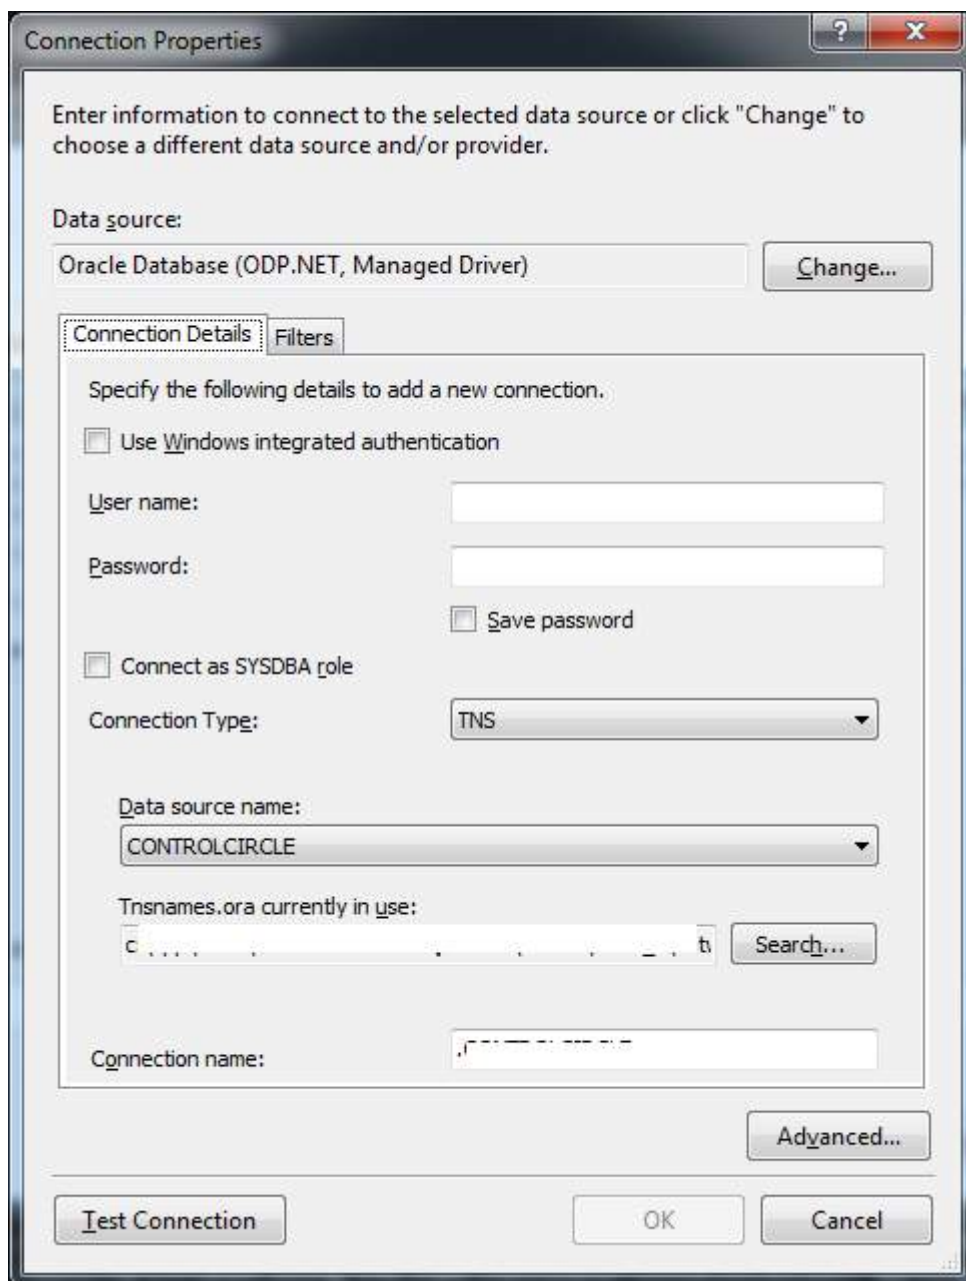 Connection Properties
?
Enter information to connect to the selected data source or click "Change" to
choose a different data source and/or provider.
Data source:
Oracle Database (ODP.NET, Managed Driver)
Change...
Connection Details
Filters
Specify the following details to add a new connection.
Use Windows integrated authentication
User name:
Password:
Save password
Connect as SYSDBA role
Connection Type:
TNS
Data source name:
CONTROLCIRCLE
Tnsnames.ora currently in use:
Search...
Connection name:
Advanced...
Test Connection
OK
Cancel